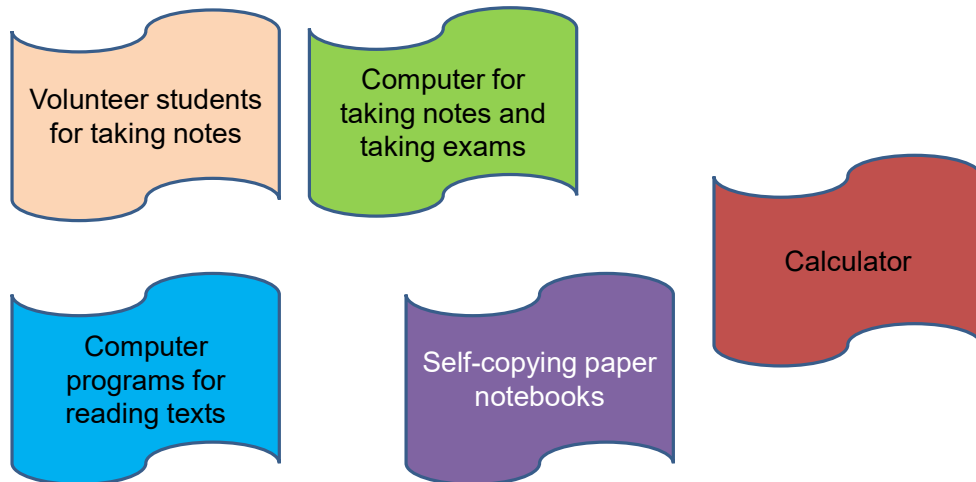 Volunteer students
for taking notes
Computer for
taking notes and
taking exams
Calculator
Computer
programs for
reading texts
Self-copying paper
notebooks